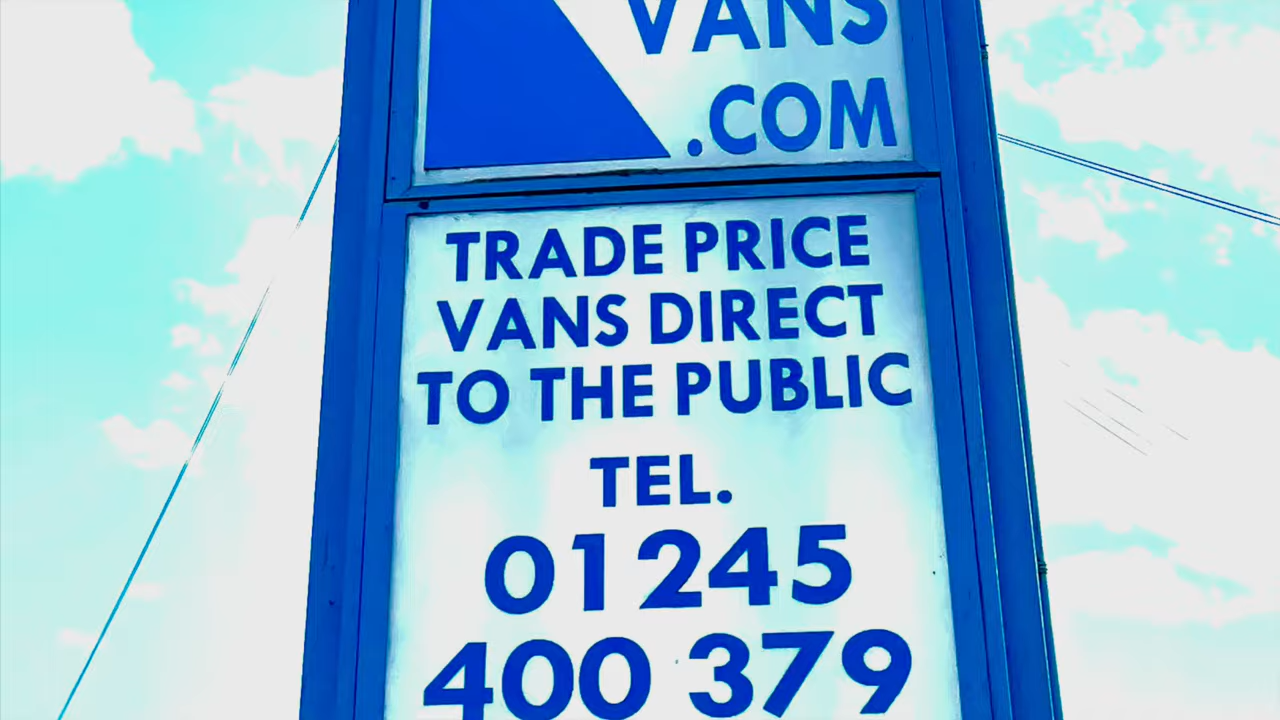 VANS
.COM
TRADE PRICE
VANS DIRECT
TO THE PUBLIC
TEL.
01245
400 379